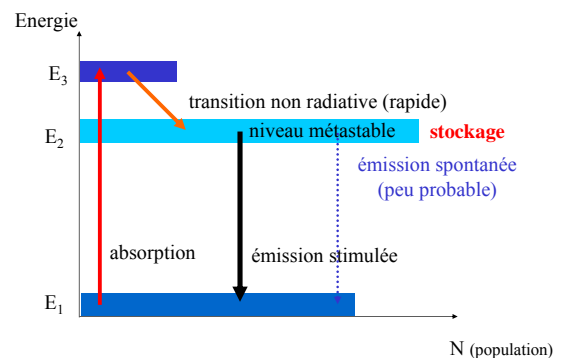 Energie
E3
transition non radiative (rapide)
niveau métastable
stockage
E2
émission spontanée
(peu probable)
absorption
émission stimulée
E1
N (population)